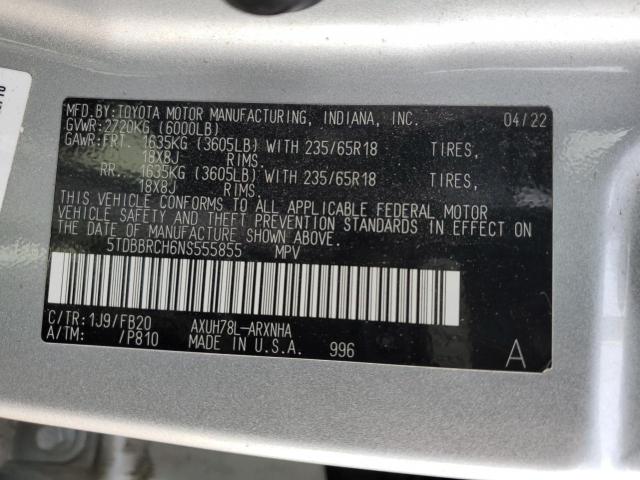 MFD.BY:TOYOTA MOTOR MANUFACTURING, INDIANA, INC. 04/22
GVWR:2720KG (6000LB)
GAWR:FRT. 1635KG (3605LB) WITH 235/65R18 TIRES,
18X8J RIMS,
RR. 1635KG (3605LB) WITH 235/65R18 TIRES,
18X8J RIMS.
THIS VEHICLE CONFORMS TO ALL APPLICABLE FEDERAL MOTOR
VEHICLE SAFETY AND THEFT PREVENTION STANDARDS IN EFFECT ON
THE DATE OF MANUFACTURE SHOWN ABOVE.
5TDBBRCH6NS555855 MPV
C/TR:1J9/FB20 AXUH78L-ARXNHA
A/TM: /P810 MADE IN U.S.A. 996 A